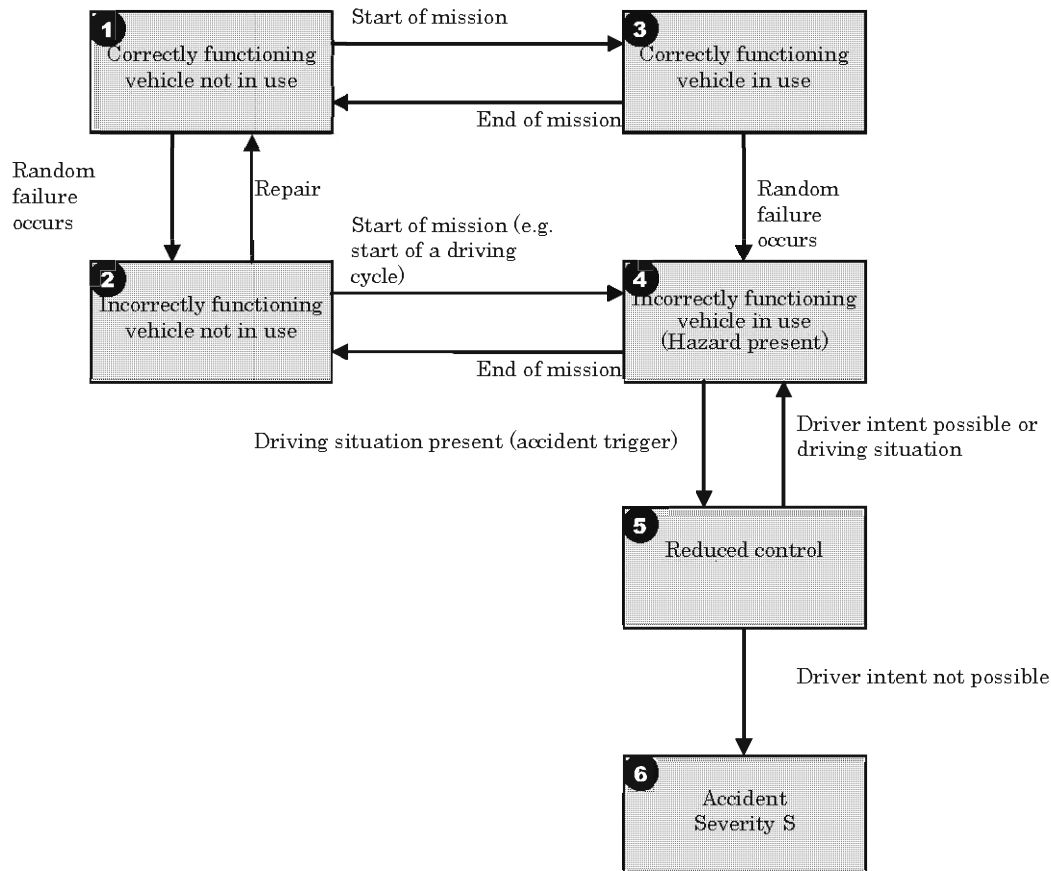 1
Correctly functioning
vehicle not in use
Start of mission
3
Correctly functioning
vehicle in use
End of mission
Random
failure
occurs
Repair
Random
failure
occurs
Start of mission (e.g.
start of a driving
cycle)
2
Incorrectly functioning
vehicle not in use
4
Incorrectly functioning
vehicle in use
(Hazard present)
End of mission
Driving situation present (accident trigger)
Driver intent possible or
driving situation
5
Reduced control
Driver intent not possible
6
Accident
Severity S